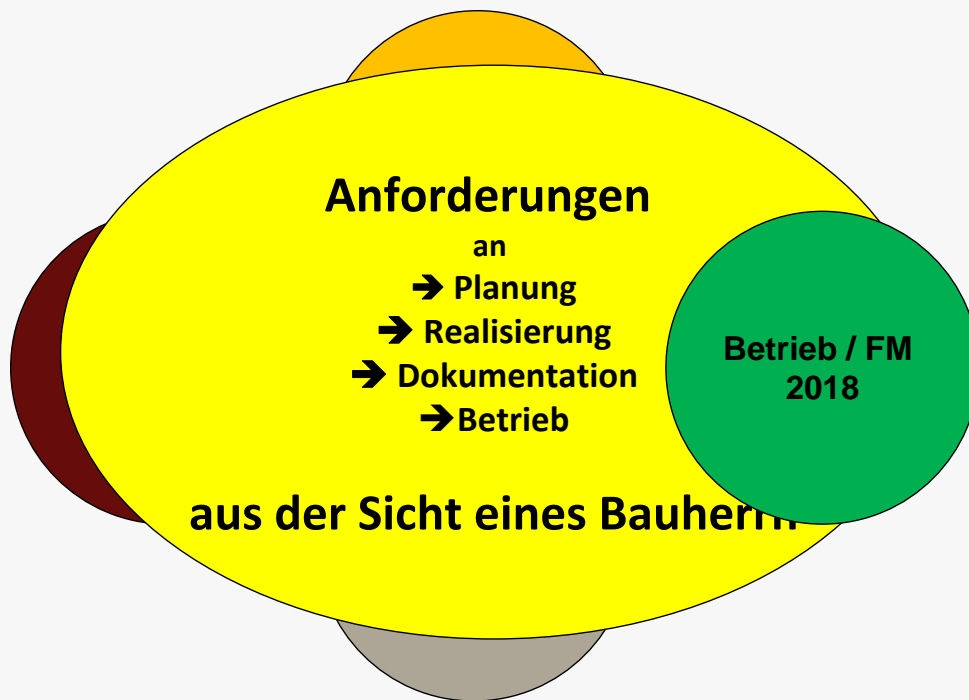 Anforderungen
an
➔ Planung
➔ Realisierung
➔ Dokumentation
➔Betrieb
aus der Sicht eines Bauherrn
Betrieb / FM
2018